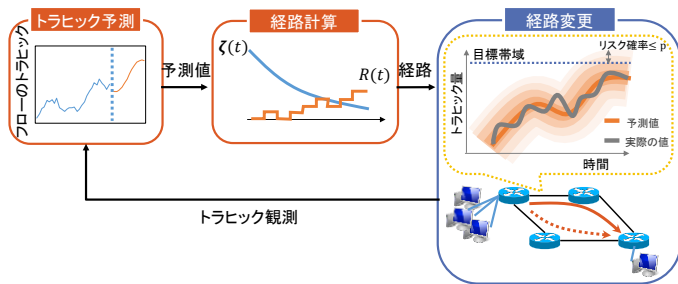 トラヒック予測
フローのトラヒック
予測値
経路計算
ζ(t)
R(t)
経路
経路変更
リスク確率≤ p
目標帯域
トラヒック量
予測値
実際の値
時間
トラヒック観測